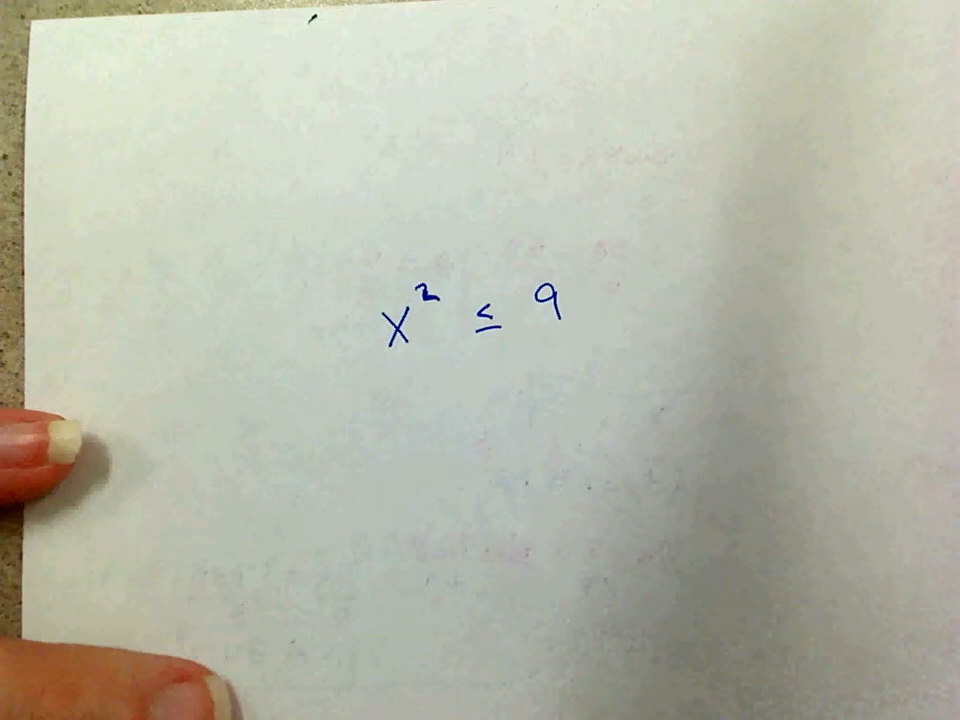 x² ≤ 9